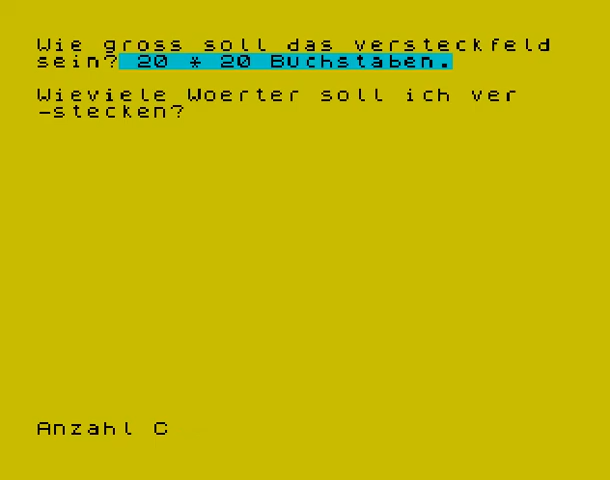 Wie gross soll das versteckfeld
sein? 20 * 20 Buchstaben.
Wieviele Woerter soll ich ver
-stecken?
Anzahl C